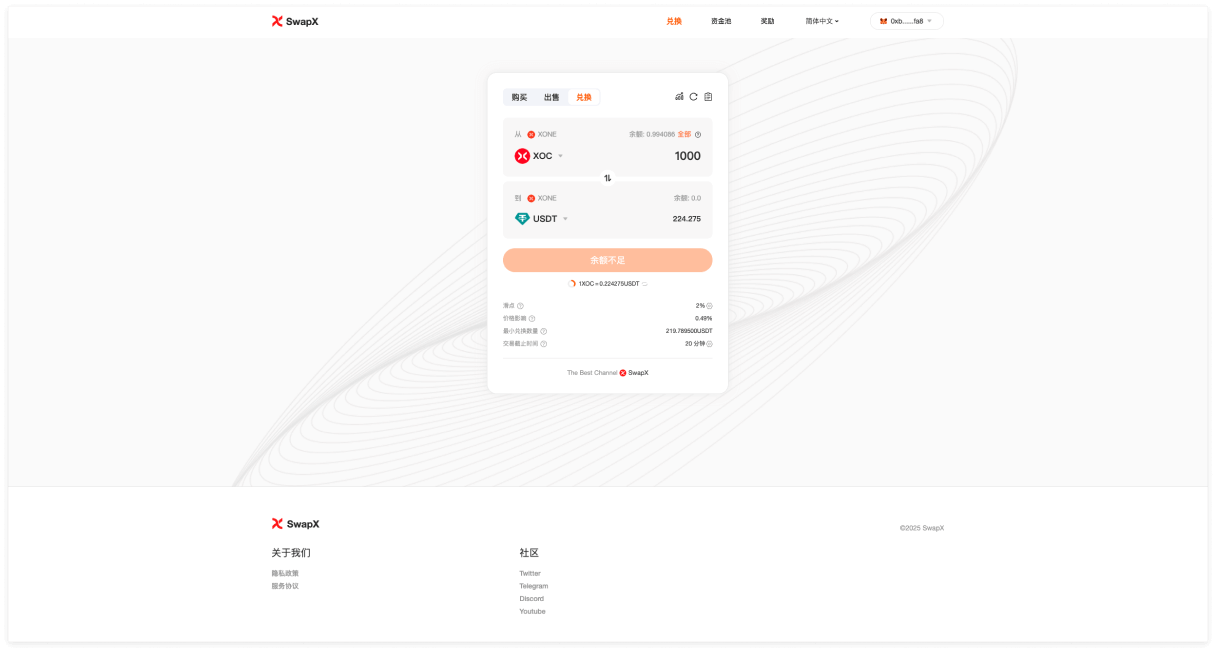 SwapX 兑换 资金池 奖励 简体中文 0xb......fa8
购买 出售 兑换
从 XONE 余额: 0.994086 全部
XOC 1000
到 XONE 余额: 0.0
USDT 224.275
余额不足
1XOC≈0.224275USDT
滑点 2%
价格影响 0.49%
最小兑换数量 219.789500USDT
交易截止时间 20 分钟
The Best Channel SwapX
SwapX
©2025 SwapX
关于我们
隐私政策
服务协议
社区
Twitter
Telegram
Discord
Youtube